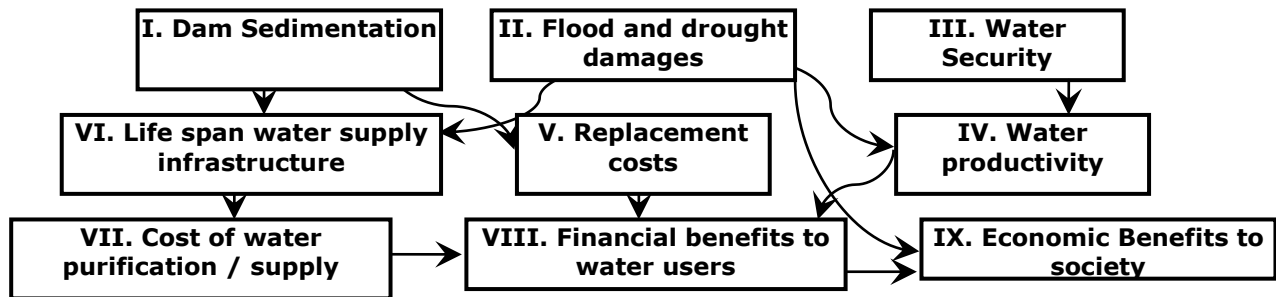 I. Dam Sedimentation
II. Flood and drought
damages
III. Water
Security
VI. Life span water supply
infrastructure
V. Replacement
costs
IV. Water
productivity
VII. Cost of water
purification / supply
VIII. Financial benefits to
water users
IX. Economic Benefits to
society